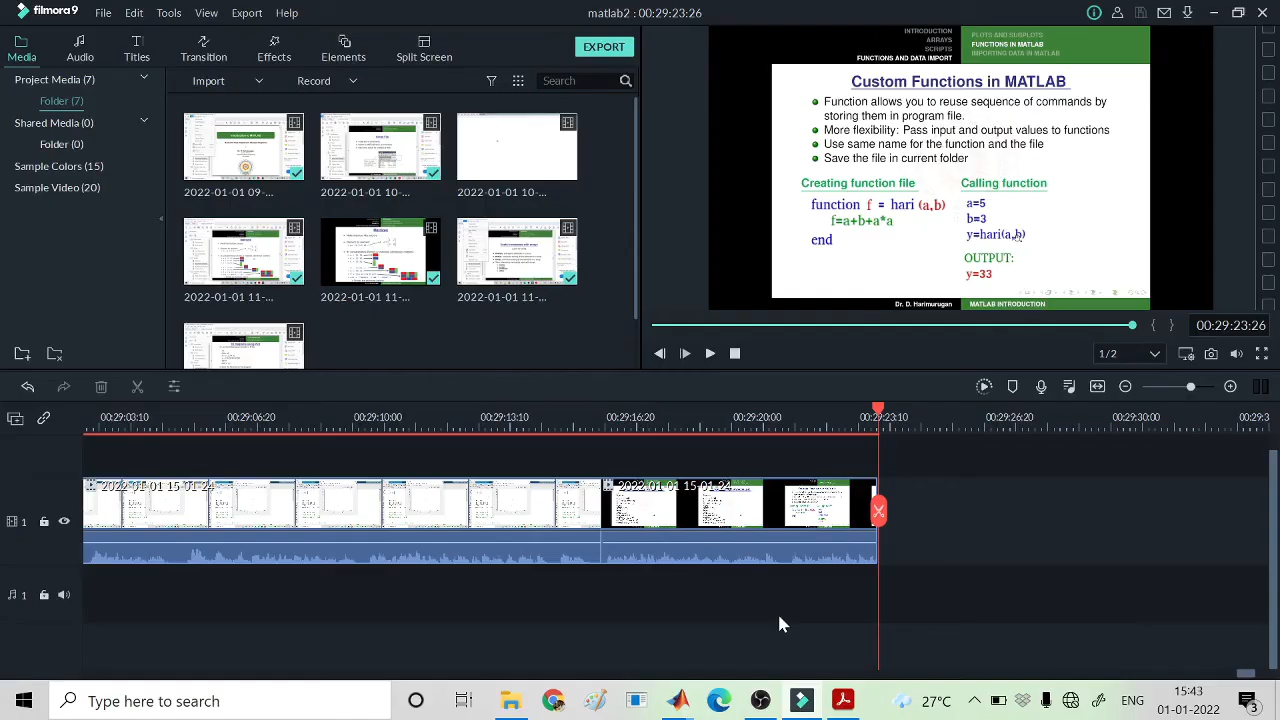 filmora9
File
Tools
View
Help
00:29:23:26
Media
Audio
Titles
Transition
Effects
Elements
Split Screen
EXPORT
Project Media (7)
Import
Record
Search
Folder (7)
Shared Media (0)
Sample Color (15)
Sample Video (20)
2022-01-01 09-...
2022-01-01 10-...
2022-01-01 10-...
2022-01-01 11-...
2022-01-01 11-...
2022-01-01 11-...
INTRODUCTION
ARRAYS
SCRIPTS
FUNCTIONS AND DATA IMPORT
PLOTS AND SUBPLOTS
FUNCTIONS IN MATLAB
IMPORTING DATA IN MATLAB
Custom Functions in MATLAB
Function allows you to reuse sequence of commands by
storing them in program file.
More flexibility. Pass input and output values to functions
Use same name for the function and the file
Save the file in current folder
Creating function file
function f = hari (a,b)
f=a+b+a*a!
end
Calling function
a=5
b=3
y=hari(a,b)
OUTPUT:
y=33
Dr. D. Harimurugan
MATLAB INTRODUCTION
00:29:23:26
1/2
00:29:03:10
00:29:06:20
00:29:10:00
00:29:13:10
00:29:16:20
00:29:20:00
00:29:23:10
00:29:26:20
00:29:30:00
00:29:3
2022-01-01 15-01-24
2022-01-01 15-01-24
1
1
Type here to search
27°C
ENG
15:43
01-01-2022
3